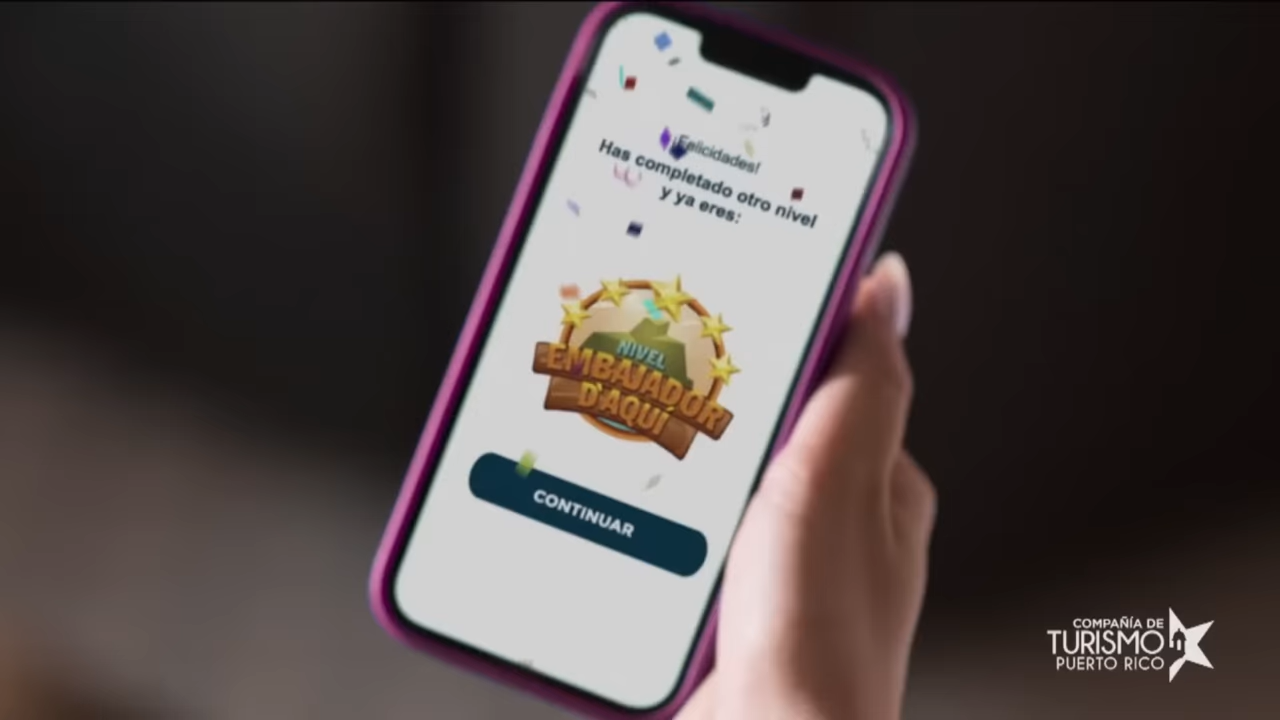 ¡Felicidades!
Has completado otro nivel
y ya eres:
NIVEL
EMBAJADOR
D'AQUÍ
CONTINUAR
COMPAÑÍA DE
TURISMO
PUERTO RICO